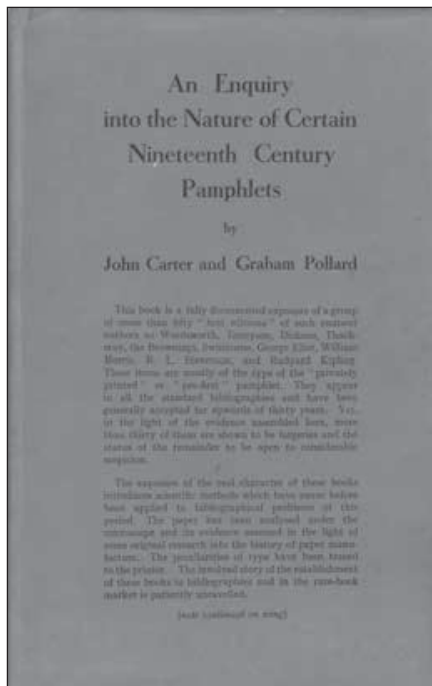 An Enquiry
into the Nature of Certain
Nineteenth Century
Pamphlets
by
John Carter and Graham Pollard
This book is a fully documented exposure of a group
of more than fifty "first editions" of such eminent
authors as Wordsworth, Tennyson, Dickens, Thack-
eray, the Brownings, Swinburne, George Eliot, William
Morris, R. L. Stevenson, and Rudyard Kipling.
These items are mostly of the type of the "privately
printed" or "pre-first" pamphlet. They appear
in all the standard bibliographies and have been
generally accepted for upwards of thirty years. Yet,
in the light of the evidence assembled here, more
than thirty of them are shown to be forgeries and the
status of the remainder to be open to considerable
suspicion.
The exposure of the real character of these books
introduces scientific methods which have never before
been applied to bibliographical problems of this
period. The paper has been analysed under the
microscope and its evidence assessed in the light of
some original research into the history of paper manu-
facture. The peculiarities of type have been traced
to the printer. The involved story of the establishment
of these books in bibliographies and in the rare-book
market is patiently unravelled.
(note continued on wing)